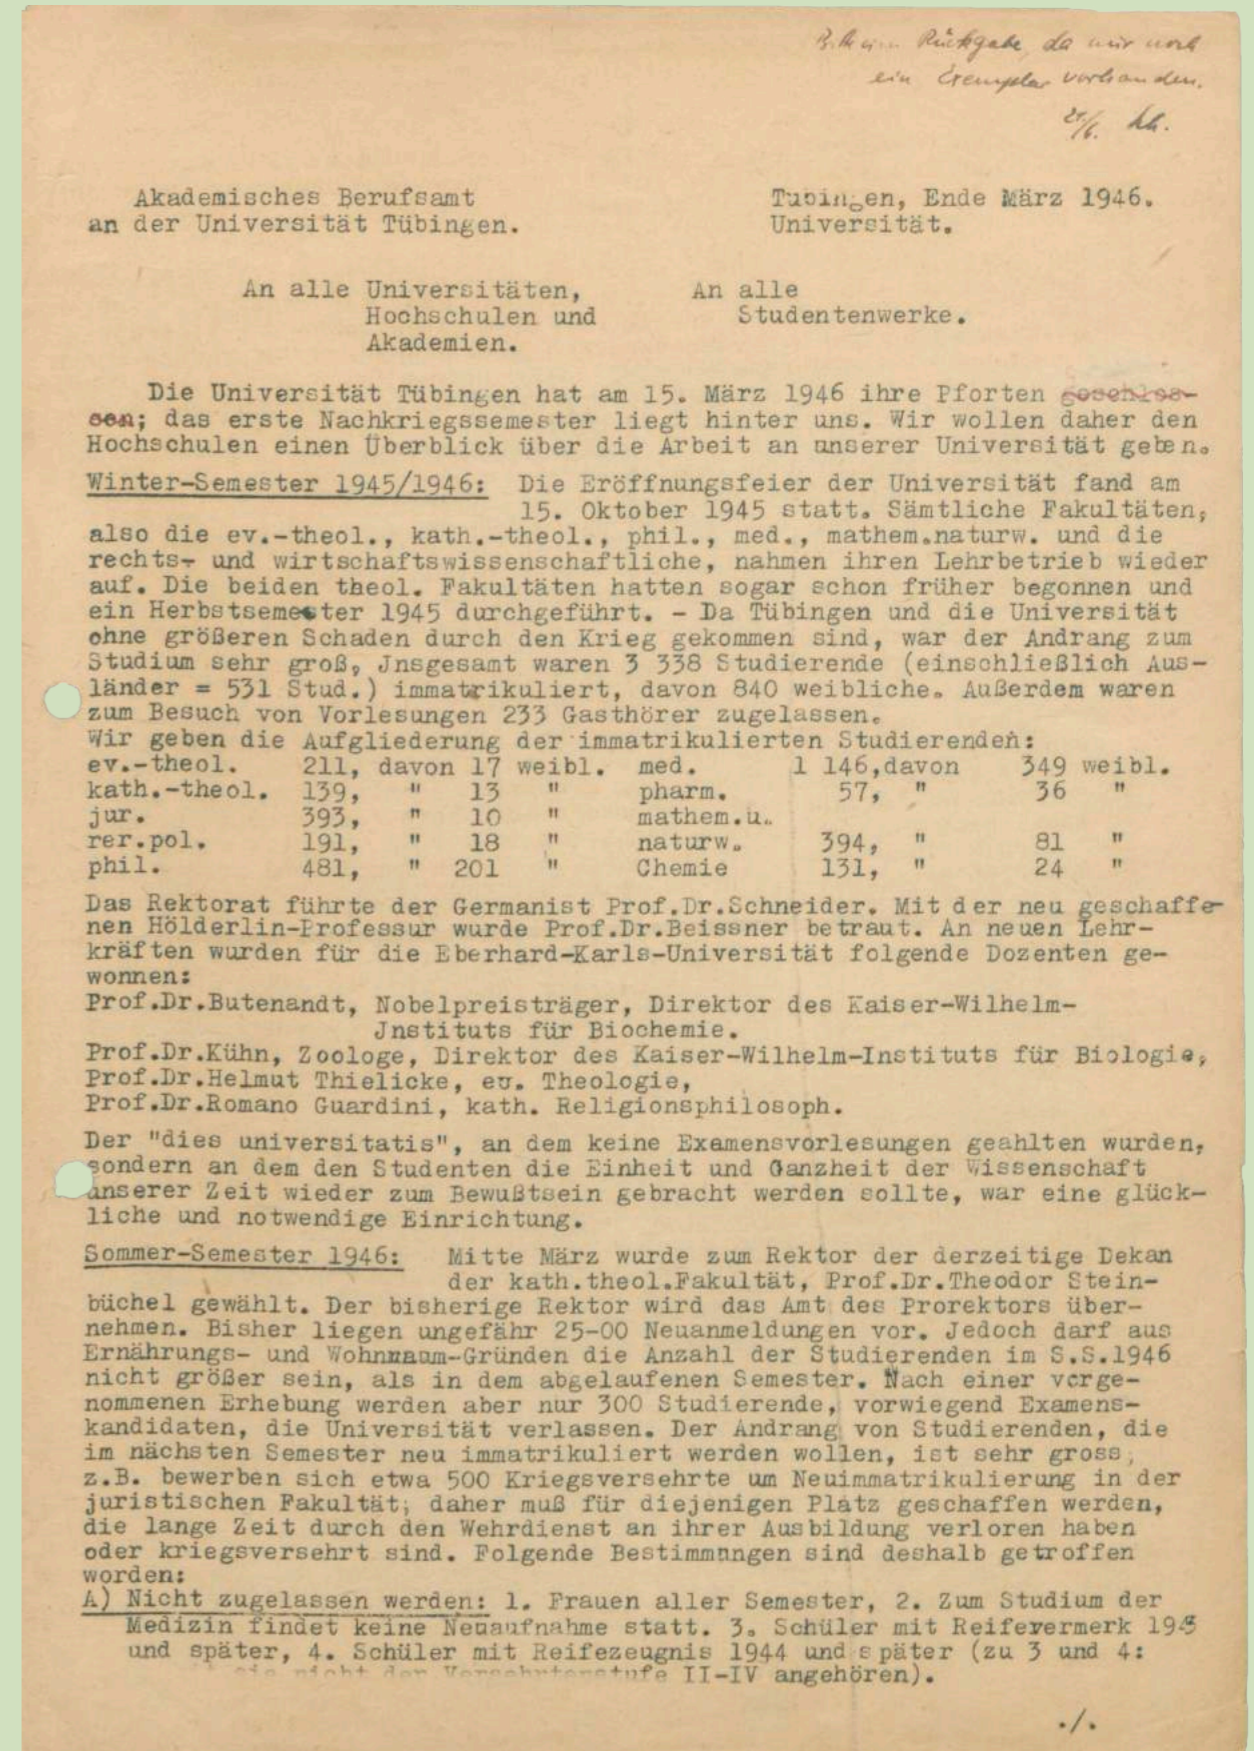 Rückgabe, da nur noch
ein Exemplar vorhanden.
21/6. hh.
Akademisches Berufsamt
an der Universität Tübingen.
Tübingen, Ende März 1946.
Universität.
An alle Universitäten,
Hochschulen und
Akademien.
An alle
Studentenwerke.
Die Universität Tübingen hat am 15. März 1946 ihre Pforten geschlos-
sen; das erste Nachkriegssemester liegt hinter uns. Wir wollen daher den
Hochschulen einen Überblick über die Arbeit an unserer Universität geben.
Winter-Semester 1945/1946: Die Eröffnungsfeier der Universität fand am
15. Oktober 1945 statt. Sämtliche Fakultäten,
also die ev.-theol., kath.-theol., phil., med., mathem.naturw. und die
rechts- und wirtschaftswissenschaftliche, nahmen ihren Lehrbetrieb wieder
auf. Die beiden theol. Fakultäten hatten sogar schon früher begonnen und
ein Herbstsemester 1945 durchgeführt. - Da Tübingen und die Universität
ohne größeren Schaden durch den Krieg gekommen sind, war der Andrang zum
Studium sehr groß, Jnsgesamt waren 3 338 Studierende (einschließlich Aus-
länder = 531 Stud.) immatrikuliert, davon 840 weibliche. Außerdem waren
zum Besuch von Vorlesungen 233 Gasthörer zugelassen.
Wir geben die Aufgliederung der immatrikulierten Studierenden:
ev.-theol. 211, davon 17 weibl. med. 1 146,davon 349 weibl.
kath.-theol. 139, " 13 " pharm. 57, " 36 "
jur. 393, " 10 " mathem.u.
rer.pol. 191, " 18 " naturw. 394, " 81 "
phil. 481, " 201 " Chemie 131, " 24 "
Das Rektorat führte der Germanist Prof.Dr.Schneider. Mit der neu geschaffe-
nen Hölderlin-Professur wurde Prof.Dr.Beissner betraut. An neuen Lehr-
kräften wurden für die Eberhard-Karls-Universität folgende Dozenten ge-
wonnen:
Prof.Dr.Butenandt, Nobelpreisträger, Direktor des Kaiser-Wilhelm-
Jnstituts für Biochemie.
Prof.Dr.Kühn, Zoologe, Direktor des Kaiser-Wilhelm-Instituts für Biologie,
Prof.Dr.Helmut Thielicke, ev. Theologie,
Prof.Dr.Romano Guardini, kath. Religionsphilosoph.
Der "dies universitatis", an dem keine Examensvorlesungen geahlten wurden,
sondern an dem den Studenten die Einheit und Ganzheit der Wissenschaft
unserer Zeit wieder zum Bewußtsein gebracht werden sollte, war eine glück-
liche und notwendige Einrichtung.
Sommer-Semester 1946: Mitte März wurde zum Rektor der derzeitige Dekan
der kath.theol.Fakultät, Prof.Dr.Theodor Stein-
büchel gewählt. Der bisherige Rektor wird das Amt des Prorektors über-
nehmen. Bisher liegen ungefähr 25-00 Neuanmeldungen vor. Jedoch darf aus
Ernährungs- und Wohnraum-Gründen die Anzahl der Studierenden im S.S.1946
nicht größer sein, als in dem abgelaufenen Semester. Nach einer vorge-
nommenen Erhebung werden aber nur 300 Studierende, vorwiegend Examens-
kandidaten, die Universität verlassen. Der Andrang von Studierenden, die
im nächsten Semester neu immatrikuliert werden wollen, ist sehr gross,
z.B. bewerben sich etwa 500 Kriegsversehrte um Neuimmatrikulierung in der
juristischen Fakultät; daher muß für diejenigen Platz geschaffen werden,
die lange Zeit durch den Wehrdienst an ihrer Ausbildung verloren haben
oder kriegsversehrt sind. Folgende Bestimmungen sind deshalb getroffen
worden:
A) Nicht zugelassen werden: 1. Frauen aller Semester, 2. Zum Studium der
Medizin findet keine Neuaufnahme statt. 3. Schüler mit Reifevermerk 1943
und später, 4. Schüler mit Reifezeugnis 1944 und später (zu 3 und 4:
sie nicht der Versehrtenstufe II-IV angehören).
./.